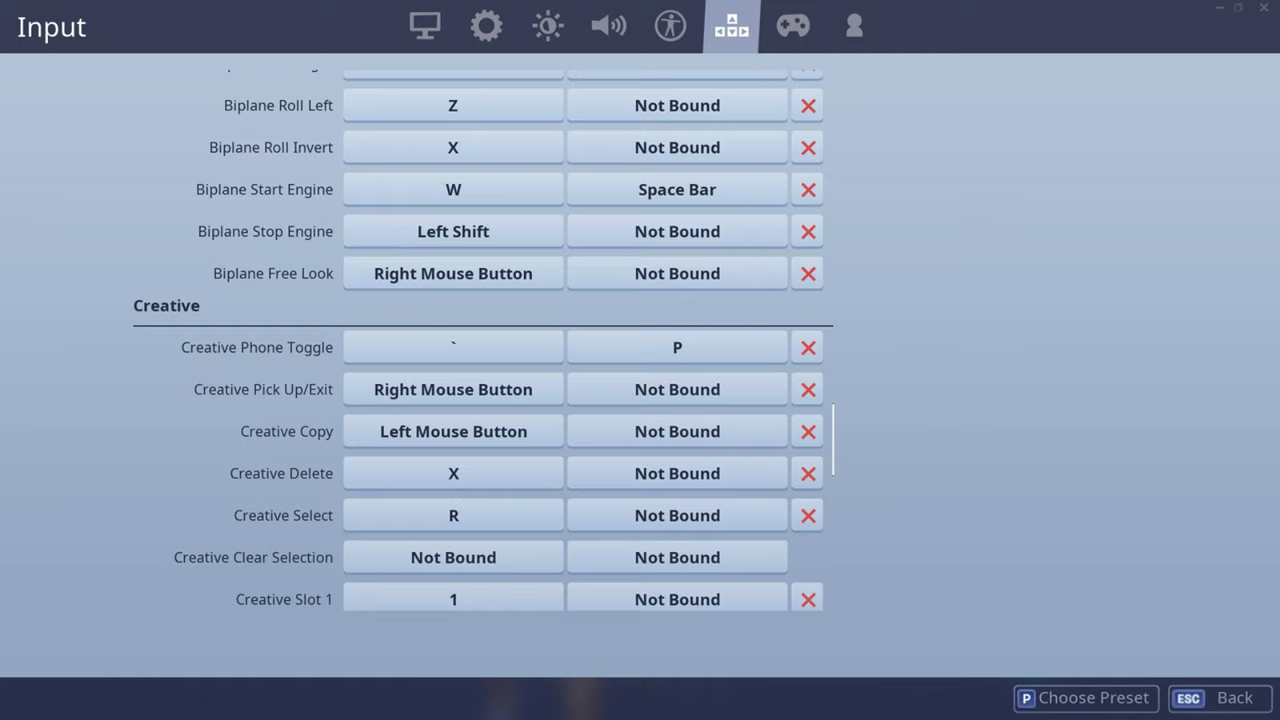 Input
Biplane Roll Left Z Not Bound
Biplane Roll Invert X Not Bound
Biplane Start Engine W Space Bar
Biplane Stop Engine Left Shift Not Bound
Biplane Free Look Right Mouse Button Not Bound
Creative
Creative Phone Toggle ` P
Creative Pick Up/Exit Right Mouse Button Not Bound
Creative Copy Left Mouse Button Not Bound
Creative Delete X Not Bound
Creative Select R Not Bound
Creative Clear Selection Not Bound Not Bound
Creative Slot 1 1 Not Bound
P Choose Preset ESC Back